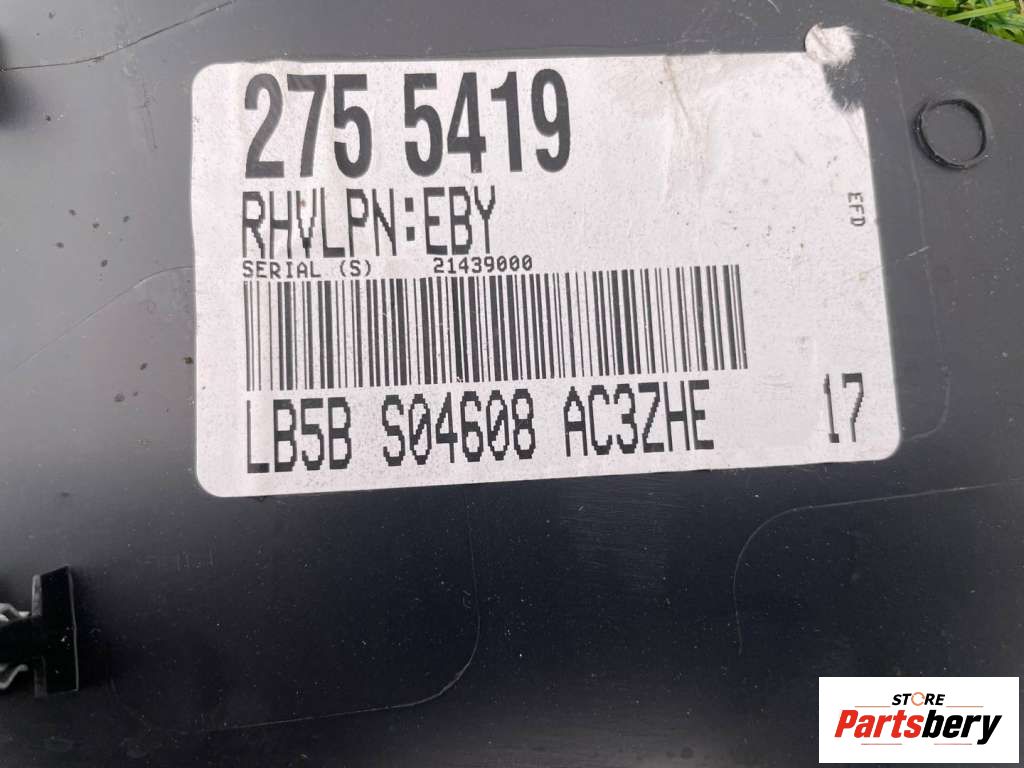 275 5419
RHVLPN:EBY
SERIAL (S) 21439000
EFD
LB5B S04608 AC3ZHE 17
STORE
Partsbery